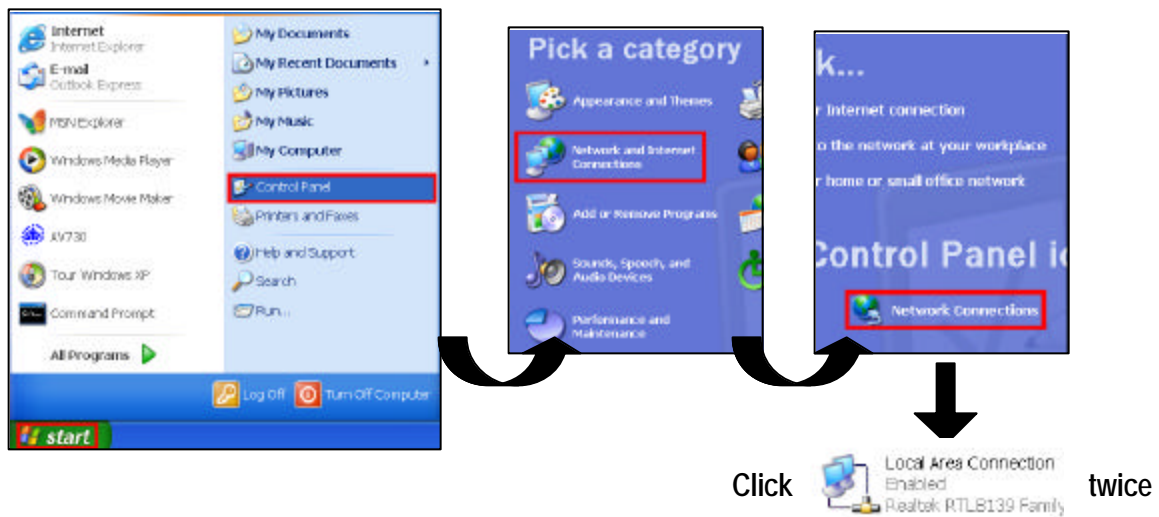 Internet
Internet Explorer
E-mail
Outlook Express
MSN Explorer
Windows Media Player
Windows Movie Maker
AV730
Tour Windows XP
Command Prompt
All Programs
My Documents
My Recent Documents
My Pictures
My Music
My Computer
Control Panel
Printers and Faxes
Help and Support
Search
Run...
Log Off
Turn Off Computer
start
Pick a category
Appearance and Themes
Network and Internet
Connections
Add or Remove Programs
Sounds, Speech, and
Audio Devices
Performance and
Maintenance
k...
r Internet connection
o the network at your workplace
r home or small office network
Control Panel ic
Network Connections
Click
Local Area Connection
Enabled
Realtek RTL8139 Family
twice